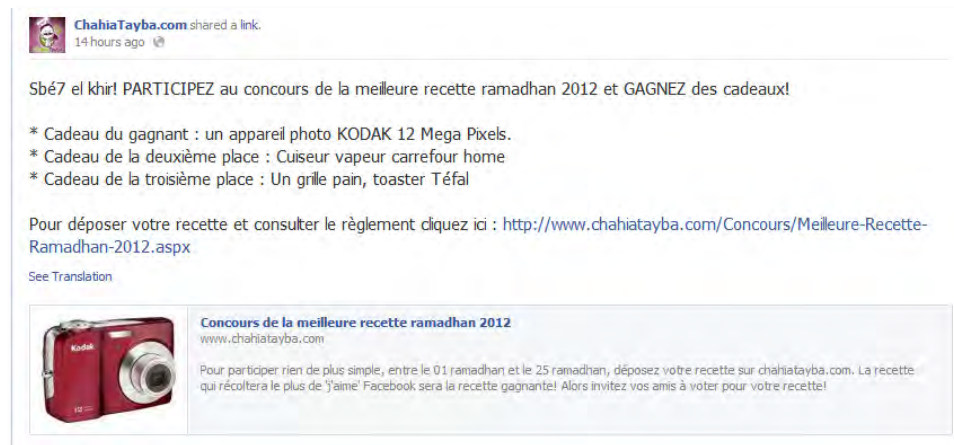 ChahiaTayba.com shared a link.
14 hours ago
Sbé7 el khir! PARTICIPEZ au concours de la meilleure recette ramadhan 2012 et GAGNEZ des cadeaux!
* Cadeau du gagnant : un appareil photo KODAK 12 Mega Pixels.
* Cadeau de la deuxième place : Cuiseur vapeur carrefour home
* Cadeau de la troisième place : Un grille pain, toaster Téfal
Pour déposer votre recette et consulter le règlement cliquez ici : http://www.chahiatayba.com/Concours/Meilleure-Recette-
Ramadhan-2012.aspx
See Translation
Kodak
12
Concours de la meilleure recette ramadhan 2012
www.chahiatayba.com
Pour participer rien de plus simple, entre le 01 ramadhan et le 25 ramadhan, déposez votre recette sur chahiatayba.com. La recette
qui récoltera le plus de 'j'aime' Facebook sera la recette gagnante! Alors invitez vos amis à voter pour votre recette!